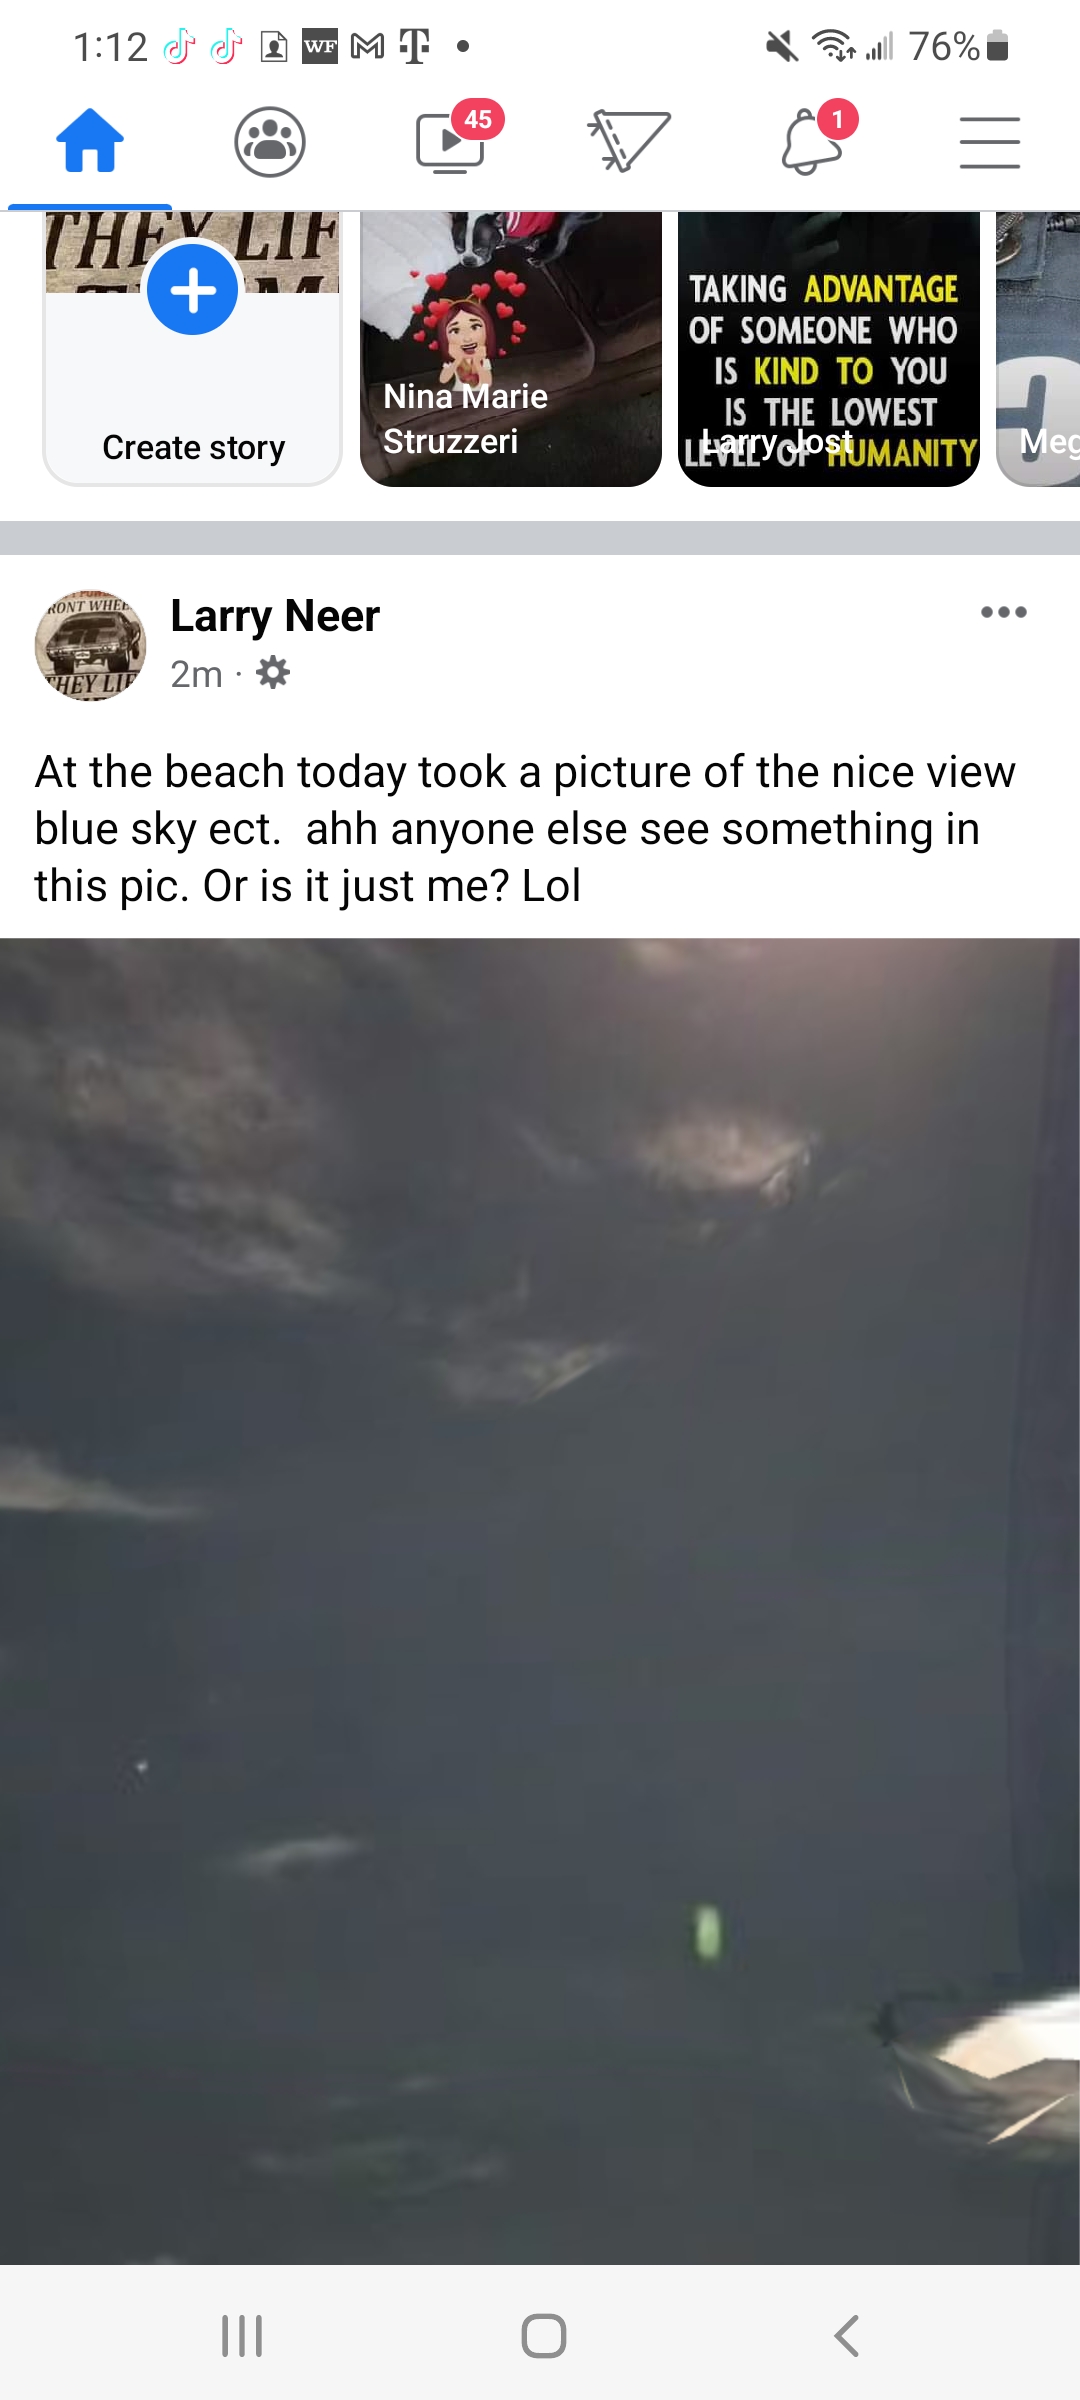 1:12 WF 76%
45 1
THEY LIF
Create story
Nina Marie
Struzzeri
TAKING ADVANTAGE
OF SOMEONE WHO
IS KIND TO YOU
IS THE LOWEST
LEVEL OF HUMANITY
Larry Jost
Meg
RONT WHEE
THEY LIF
Larry Neer
2m ·
At the beach today took a picture of the nice view
blue sky ect.  ahh anyone else see something in
this pic. Or is it just me? Lol